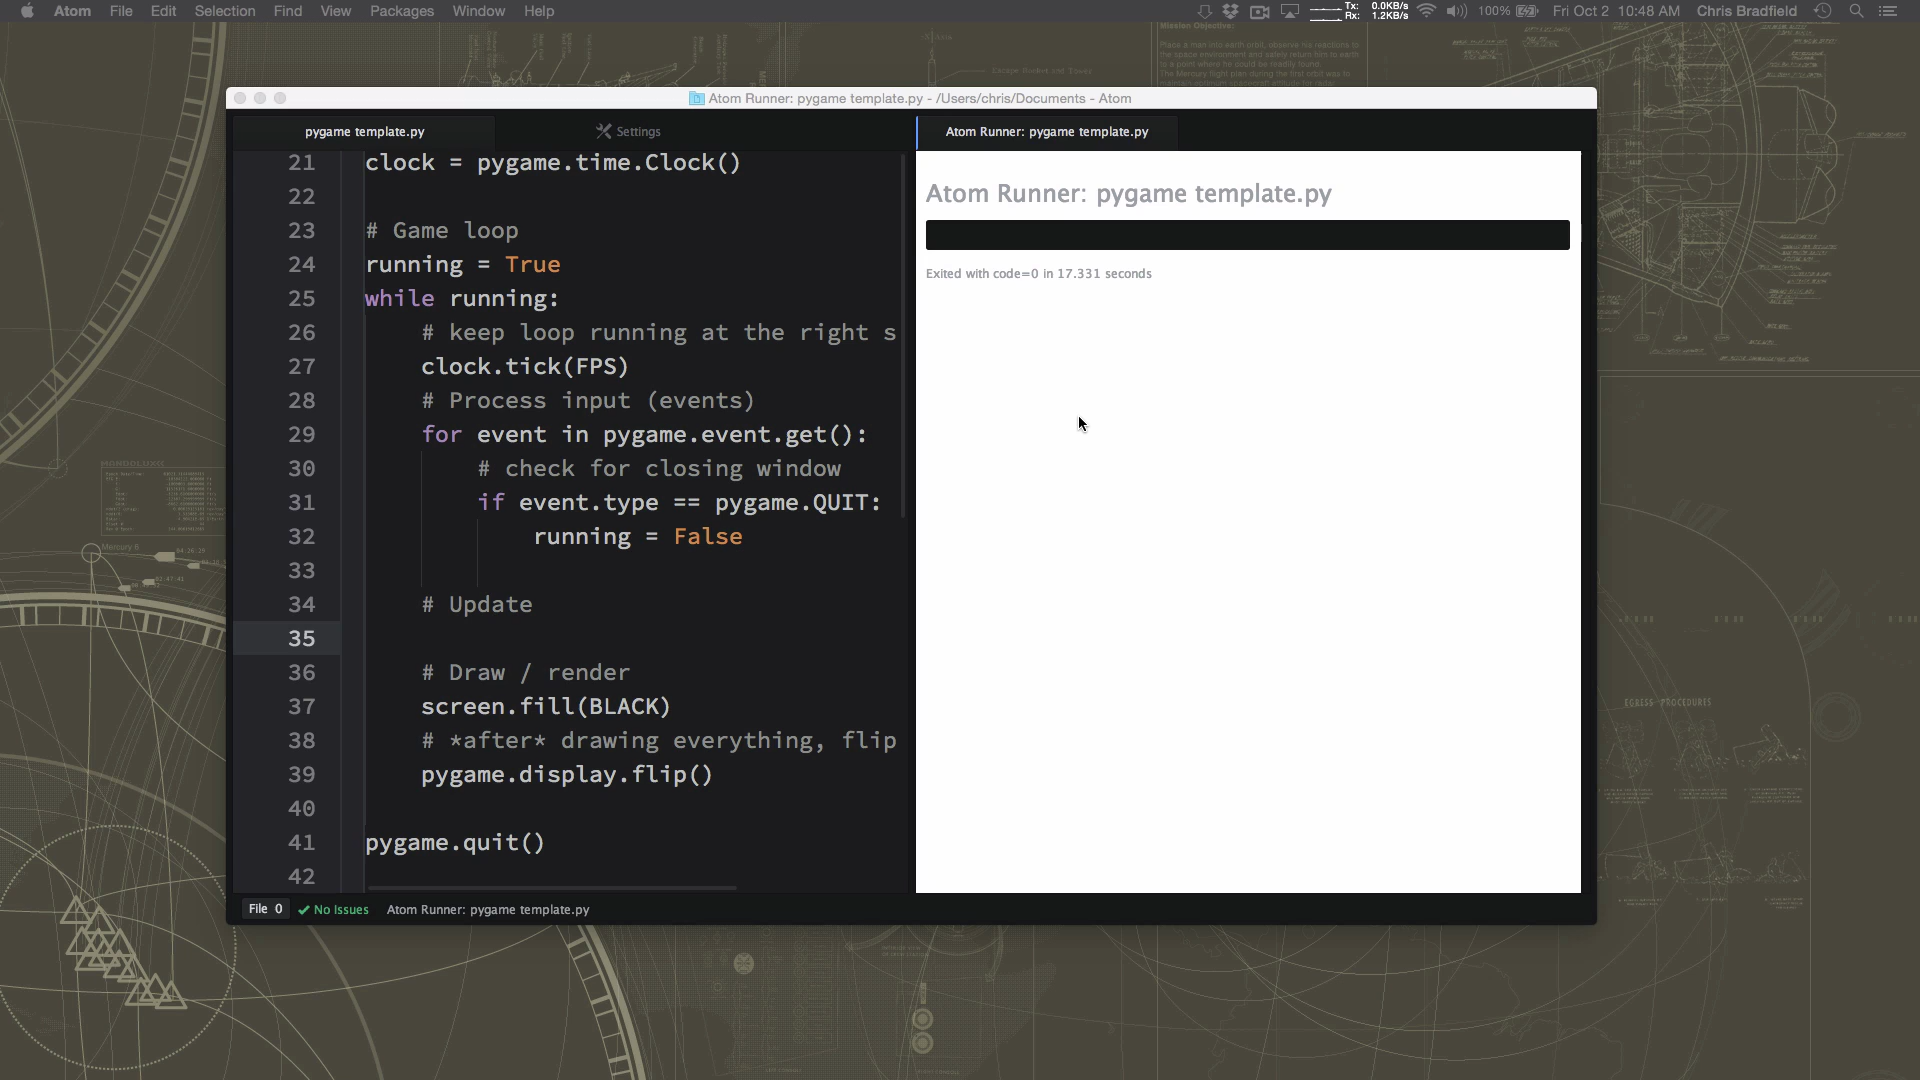 Atom File Edit Selection Find View Packages Window Help
Tx: 0.0KB/s
Rx: 1.2KB/s
100% Fri Oct 2 10:48 AM Chris Bradfield
Mission Objective:
Atom Runner: pygame template.py - /Users/chris/Documents - Atom
pygame template.py Settings
21 clock = pygame.time.Clock()
22
23 # Game loop
24 running = True
25 while running:
26 # keep loop running at the right s
27 clock.tick(FPS)
28 # Process input (events)
29 for event in pygame.event.get():
30 # check for closing window
31 if event.type == pygame.QUIT:
32 running = False
33
34 # Update
35
36 # Draw / render
37 screen.fill(BLACK)
38 # *after* drawing everything, flip
39 pygame.display.flip()
40
41 pygame.quit()
42
Atom Runner: pygame template.py
Atom Runner: pygame template.py
Exited with code=0 in 17.331 seconds
File 0 No Issues Atom Runner: pygame template.py
EGRESS PROCEDURES